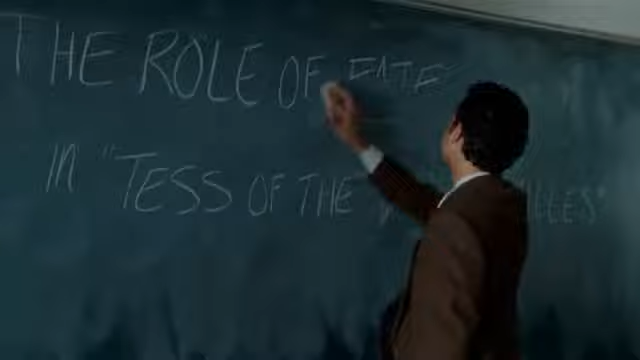 THE ROLE OF FATE
IN "TESS OF THE